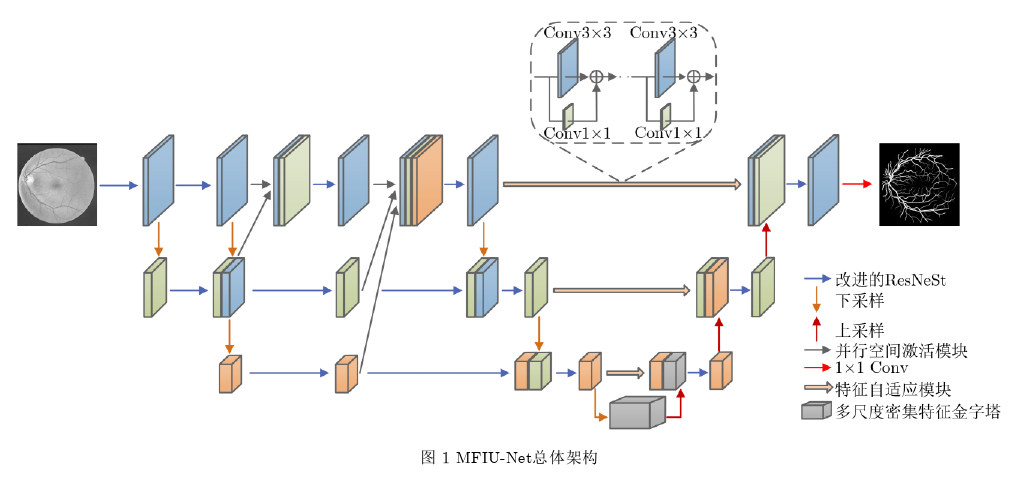 Conv3×3 Conv3×3
Conv1×1 Conv1×1
改进的ResNeSt
下采样
上采样
并行空间激活模块
1×1 Conv
特征自适应模块
多尺度密集特征金字塔
图 1 MFIU-Net总体架构